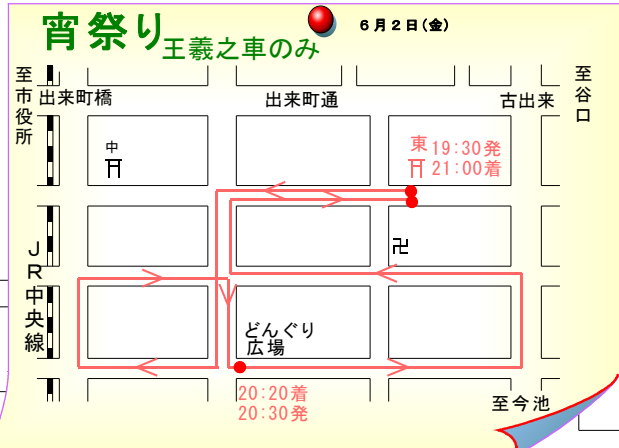 宵祭り
王羲之車のみ
6月2日(金)
至市役所
出来町橋
出来町通
古出来
至谷口
中
東
19:30発
21:00着
JR中央線
卍
どんぐり
広場
20:20着
20:30発
至今池